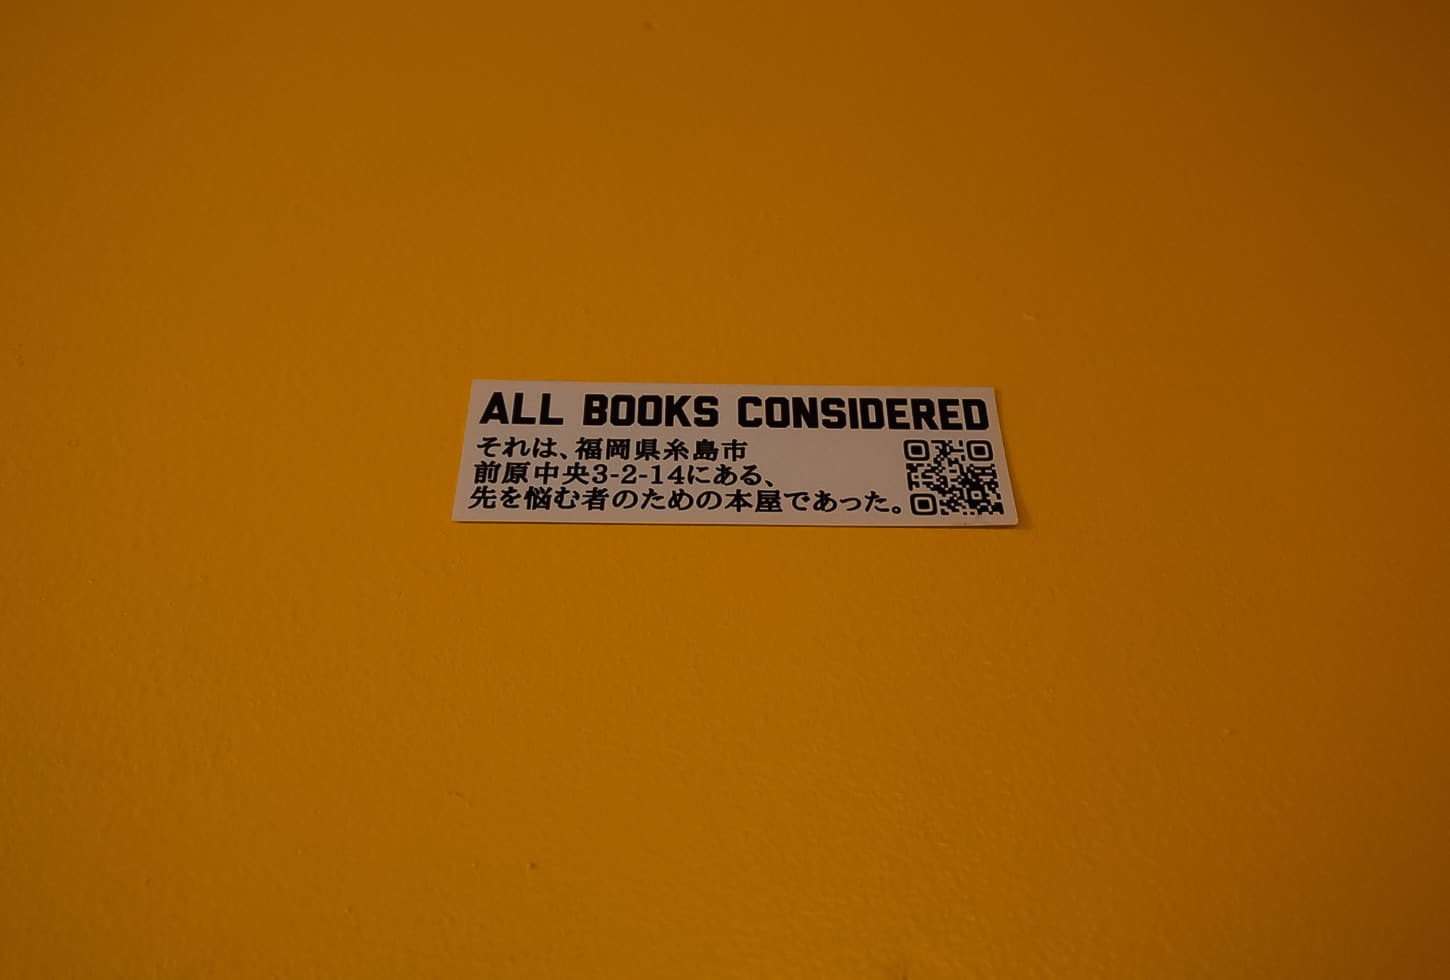 ALL BOOKS CONSIDERED
それは、福岡県糸島市
前原中央3-2-14にある、
先を悩む者のための本屋であった。